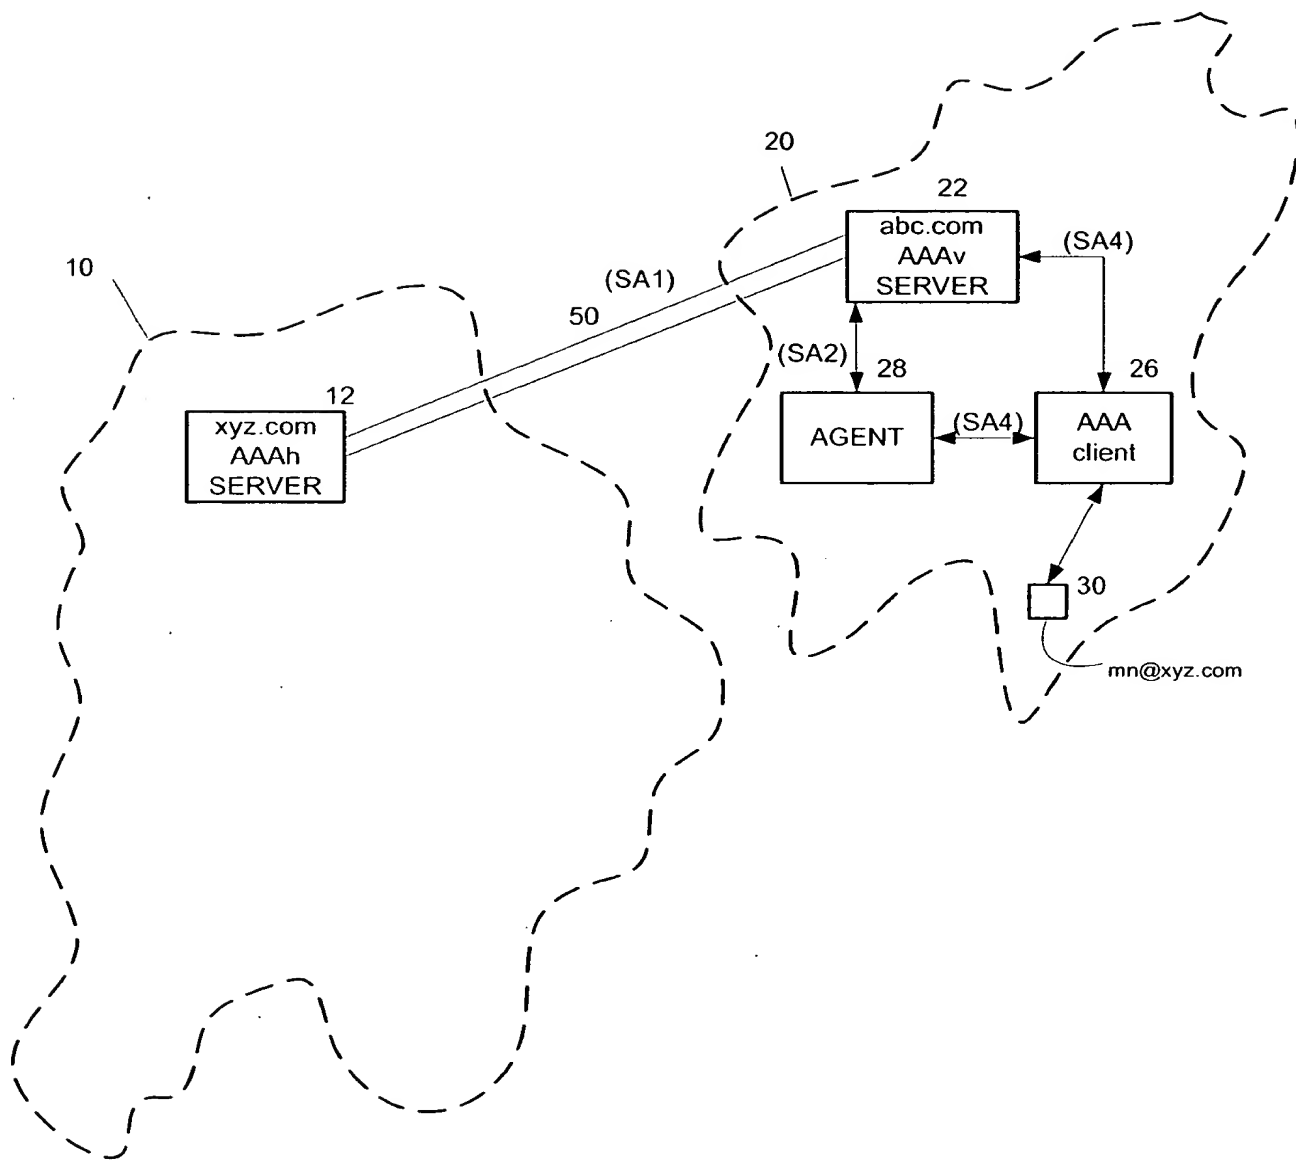 20
22
abc.com
AAAv
SERVER
(SA4)
10
(SA1)
50
(SA2)
28
26
12
xyz.com
AAAh
SERVER
AGENT
(SA4)
AAA
client
30
mn@xyz.com